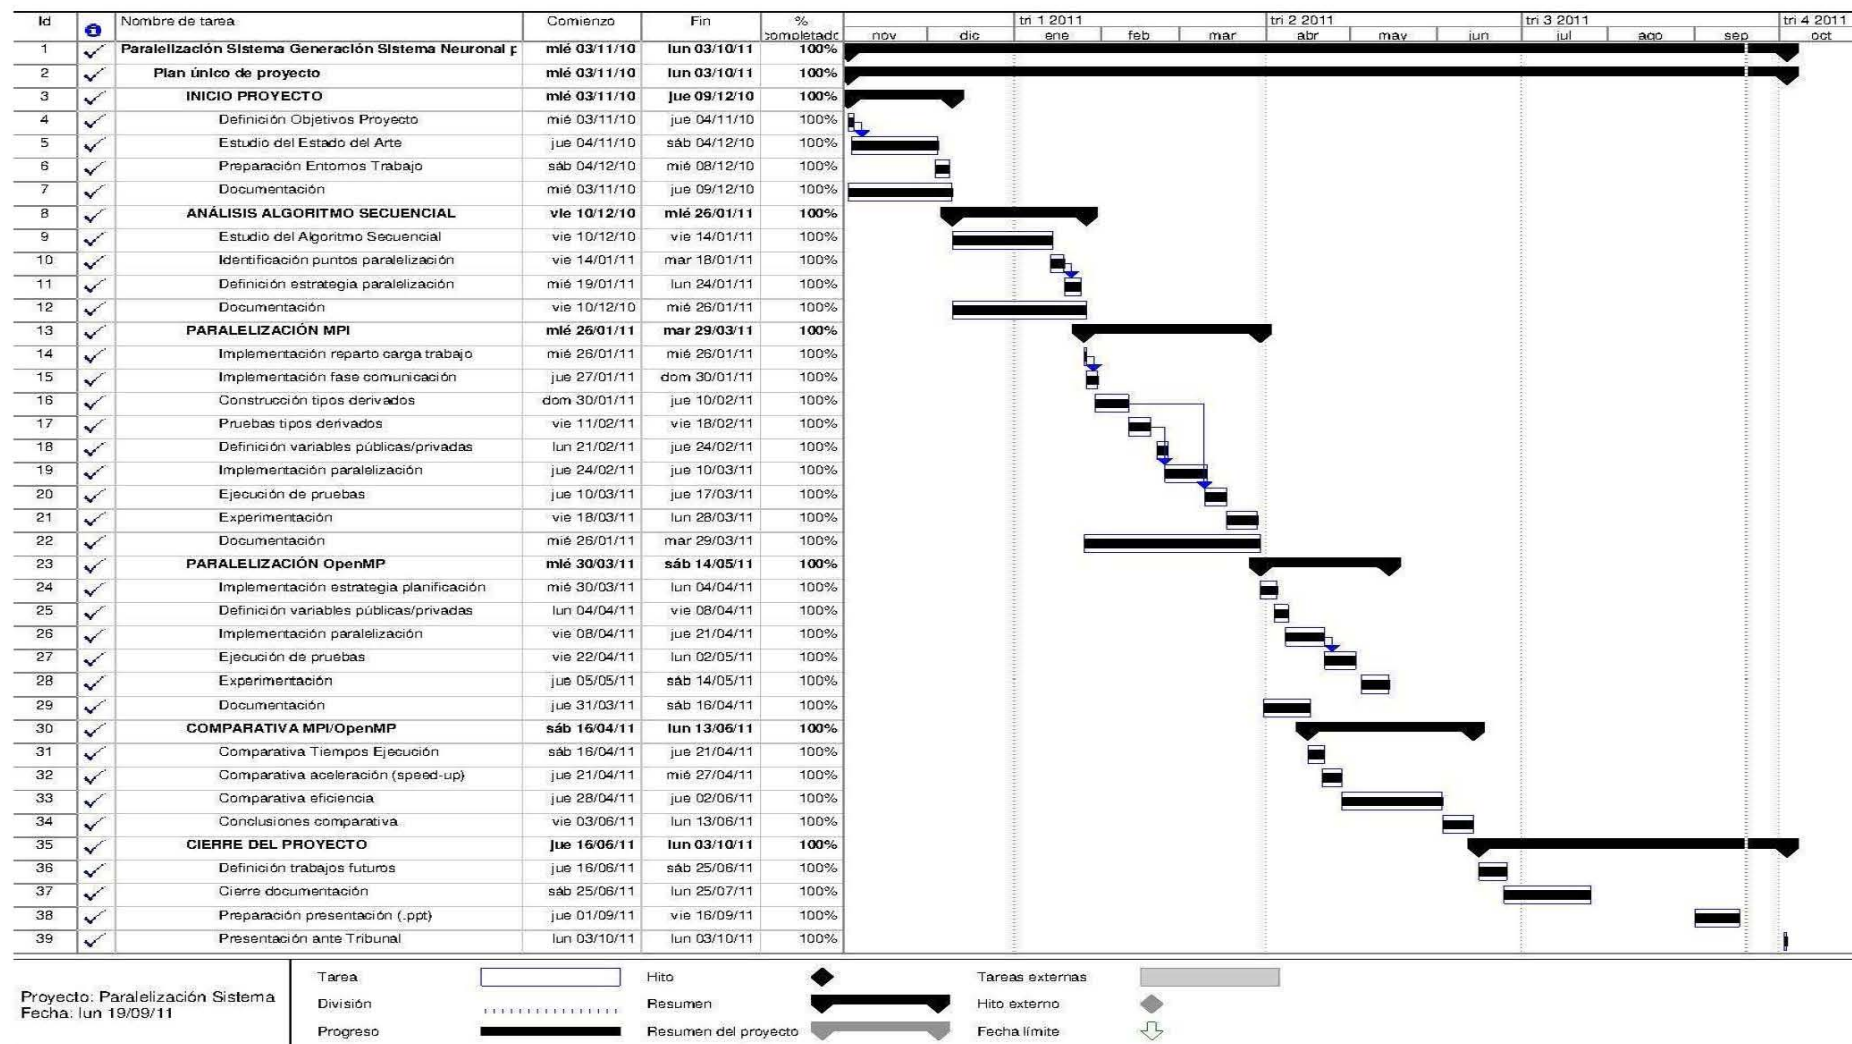 Id Nombre de tarea Comienzo Fin % completado tri 1 2011 tri 2 2011 tri 3 2011 tri 4 2011
nov dic ene feb mar abr may jun jul ago sep oct
1 Paralelización Sistema Generación Sistema Neuronal p mié 03/11/10 lun 03/10/11 100%
2 Plan único de proyecto mié 03/11/10 lun 03/10/11 100%
3 INICIO PROYECTO mié 03/11/10 jue 09/12/10 100%
4 Definición Objetivos Proyecto mié 03/11/10 jue 04/11/10 100%
5 Estudio del Estado del Arte jue 04/11/10 sáb 04/12/10 100%
6 Preparación Entornos Trabajo sáb 04/12/10 mié 08/12/10 100%
7 Documentación mié 03/11/10 jue 09/12/10 100%
8 ANÁLISIS ALGORITMO SECUENCIAL vie 10/12/10 mié 26/01/11 100%
9 Estudio del Algoritmo Secuencial vie 10/12/10 vie 14/01/11 100%
10 Identificación puntos paralelización vie 14/01/11 mar 18/01/11 100%
11 Definición estrategia paralelización mié 19/01/11 lun 24/01/11 100%
12 Documentación vie 10/12/10 mié 26/01/11 100%
13 PARALELIZACIÓN MPI mié 26/01/11 mar 29/03/11 100%
14 Implementación reparto carga trabajo mié 26/01/11 mié 26/01/11 100%
15 Implementación fase comunicación jue 27/01/11 dom 30/01/11 100%
16 Construcción tipos derivados dom 30/01/11 jue 10/02/11 100%
17 Pruebas tipos derivados vie 11/02/11 vie 18/02/11 100%
18 Definición variables públicas/privadas lun 21/02/11 jue 24/02/11 100%
19 Implementación paralelización jue 24/02/11 jue 10/03/11 100%
20 Ejecución de pruebas jue 10/03/11 jue 17/03/11 100%
21 Experimentación vie 18/03/11 lun 28/03/11 100%
22 Documentación mié 26/01/11 mar 29/03/11 100%
23 PARALELIZACIÓN OpenMP mié 30/03/11 sáb 14/05/11 100%
24 Implementación estrategia planificación mié 30/03/11 lun 04/04/11 100%
25 Definición variables públicas/privadas lun 04/04/11 vie 08/04/11 100%
26 Implementación paralelización vie 08/04/11 jue 21/04/11 100%
27 Ejecución de pruebas vie 22/04/11 lun 02/05/11 100%
28 Experimentación jue 05/05/11 sáb 14/05/11 100%
29 Documentación jue 31/03/11 sáb 16/04/11 100%
30 COMPARATIVA MPI/OpenMP sáb 16/04/11 lun 13/06/11 100%
31 Comparativa Tiempos Ejecución sáb 16/04/11 jue 21/04/11 100%
32 Comparativa aceleración (speed-up) jue 21/04/11 mié 27/04/11 100%
33 Comparativa eficiencia jue 28/04/11 jue 02/06/11 100%
34 Conclusiones comparativa vie 03/06/11 lun 13/06/11 100%
35 CIERRE DEL PROYECTO jue 16/06/11 lun 03/10/11 100%
36 Definición trabajos futuros jue 16/06/11 sáb 25/06/11 100%
37 Cierre documentación sáb 25/06/11 lun 25/07/11 100%
38 Preparación presentación (.ppt) jue 01/09/11 vie 16/09/11 100%
39 Presentación ante Tribunal lun 03/10/11 lun 03/10/11 100%
Proyecto: Paralelización Sistema
Fecha: lun 19/09/11
Tarea Hito Tareas externas
División Resumen Hito externo
Progreso Resumen del proyecto Fecha límite